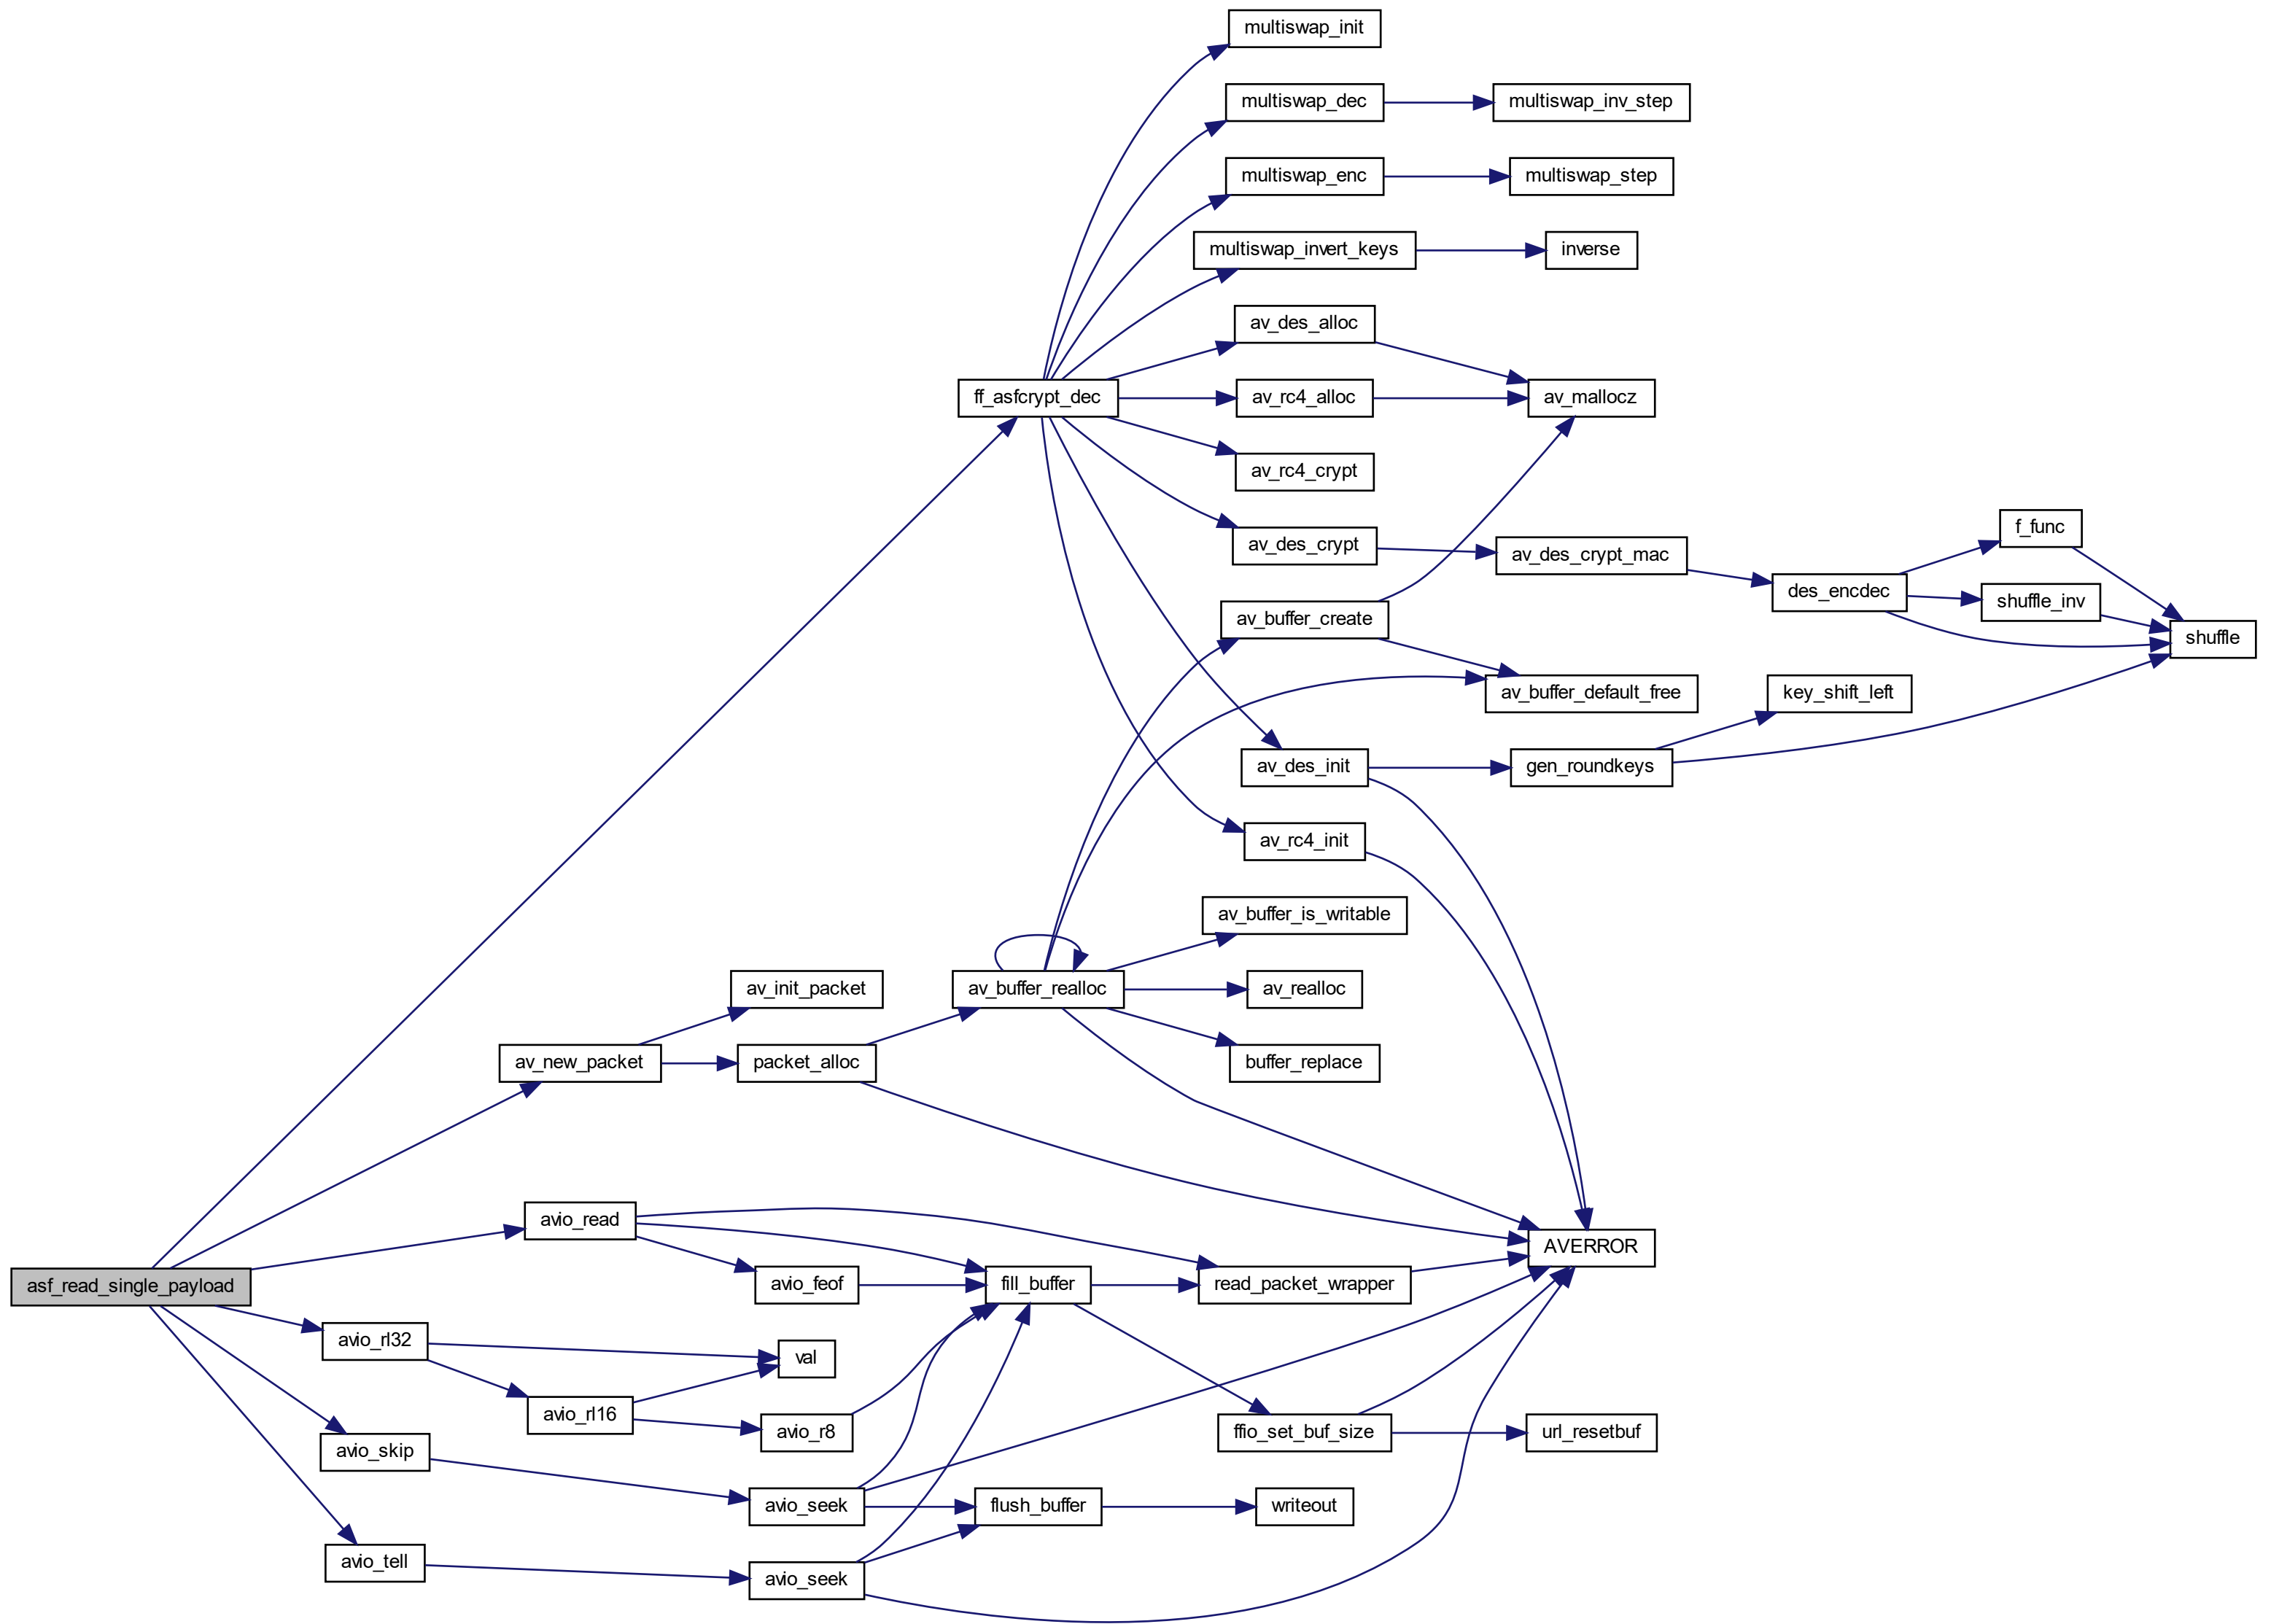 multiswap_init
multiswap_dec
multiswap_inv_step
multiswap_enc
multiswap_step
multiswap_invert_keys
inverse
av_des_alloc
ff_asfcrypt_dec
av_rc4_alloc
av_mallocz
av_rc4_crypt
f_func
av_des_crypt
av_des_crypt_mac
des_encdec
shuffle_inv
av_buffer_create
shuffle
av_buffer_default_free
key_shift_left
av_des_init
gen_roundkeys
av_rc4_init
av_buffer_is_writable
av_init_packet
av_buffer_realloc
av_realloc
av_new_packet
packet_alloc
buffer_replace
avio_read
AVERROR
asf_read_single_payload
avio_feof
fill_buffer
read_packet_wrapper
avio_rl32
val
avio_rl16
avio_r8
ffio_set_buf_size
url_resetbuf
avio_skip
avio_seek
flush_buffer
writeout
avio_tell
avio_seek